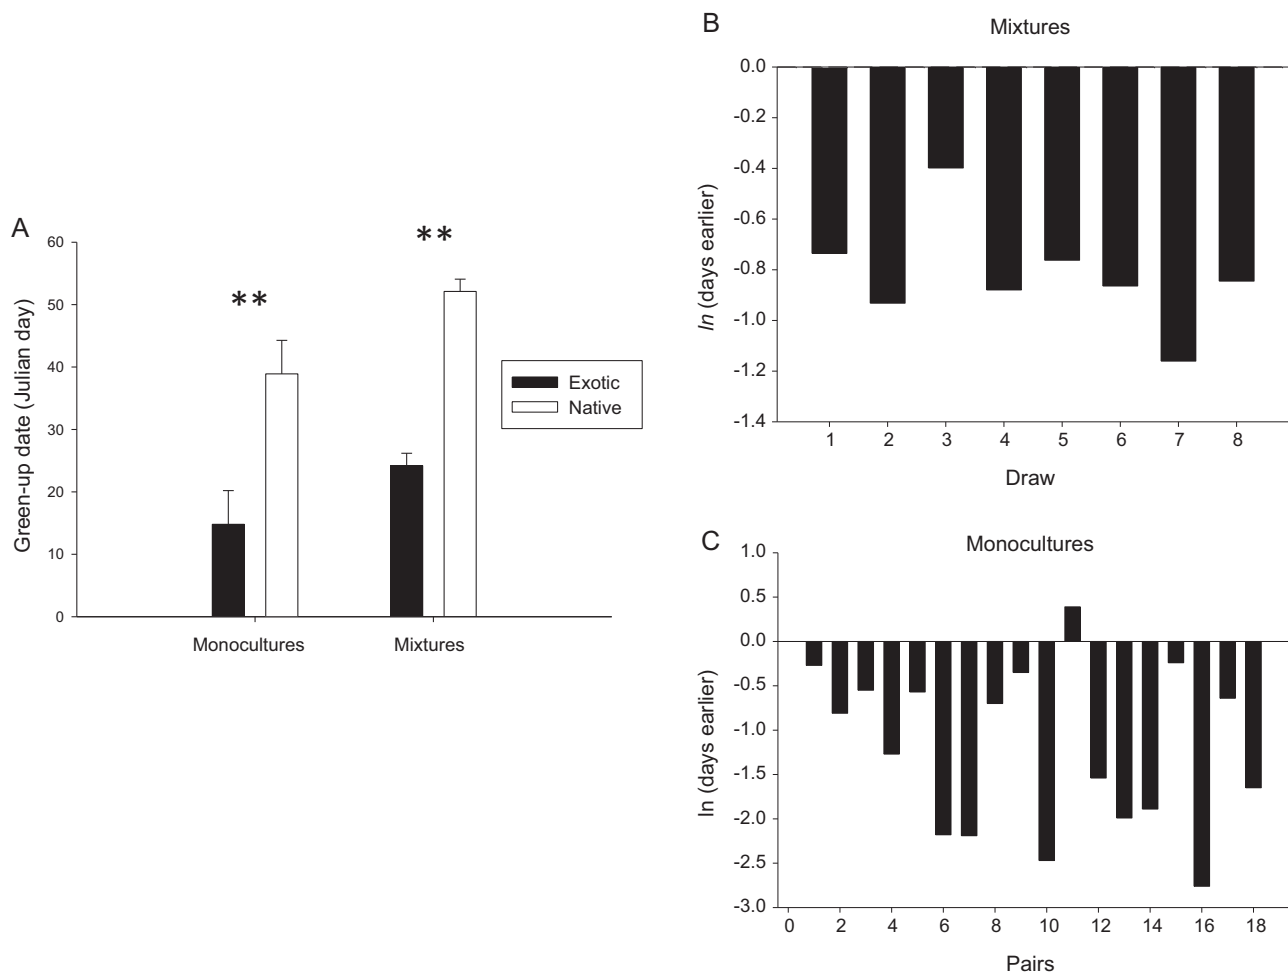 A
Green-up date (Julian day)
60
50
40
30
20
10
0
**
**
Monocultures
Mixtures
Exotic
Native
B
Mixtures
ln (days earlier)
0.0
-0.2
-0.4
-0.6
-0.8
-1.0
-1.2
-1.4
1 2 3 4 5 6 7 8
Draw
C
Monocultures
ln (days earlier)
1.0
0.5
0.0
-0.5
-1.0
-1.5
-2.0
-2.5
-3.0
0 2 4 6 8 10 12 14 16 18
Pairs